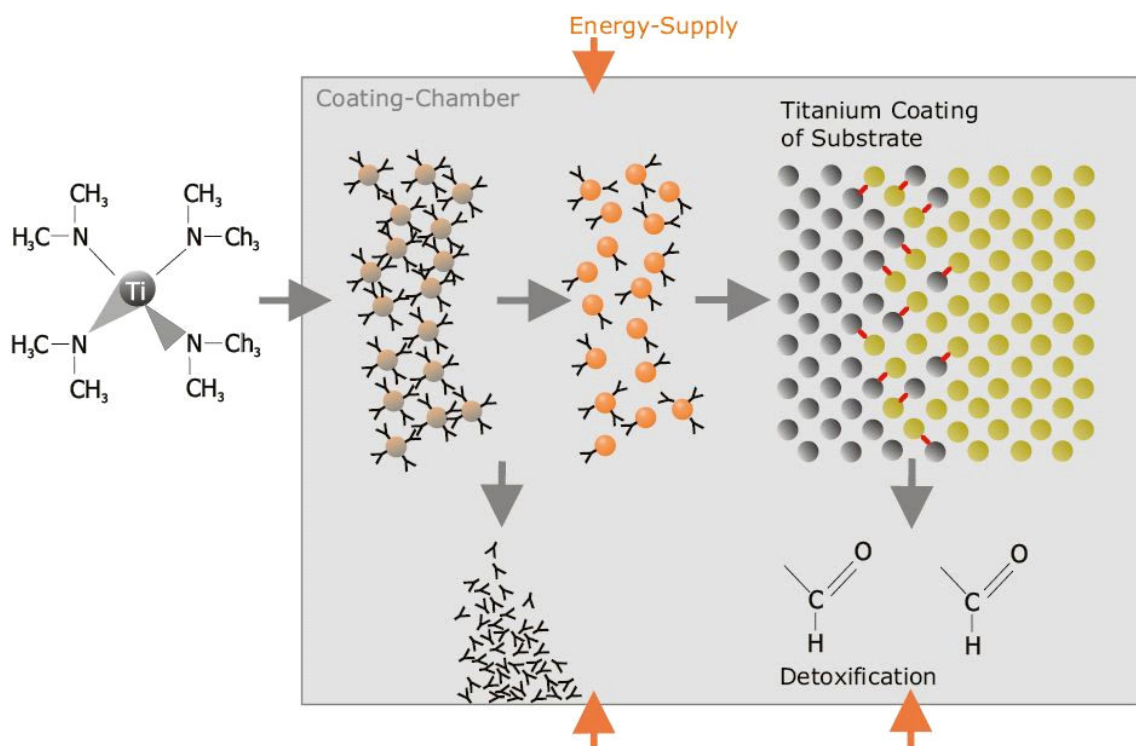 Energy-Supply
Coating-Chamber
Titanium Coating
of Substrate
CH₃
CH₃
H₃C
N
N
Ch₃
Ti
H₃C
N
N
Ch₃
CH₃
CH₃
O
O
C
C
H
H
Detoxification